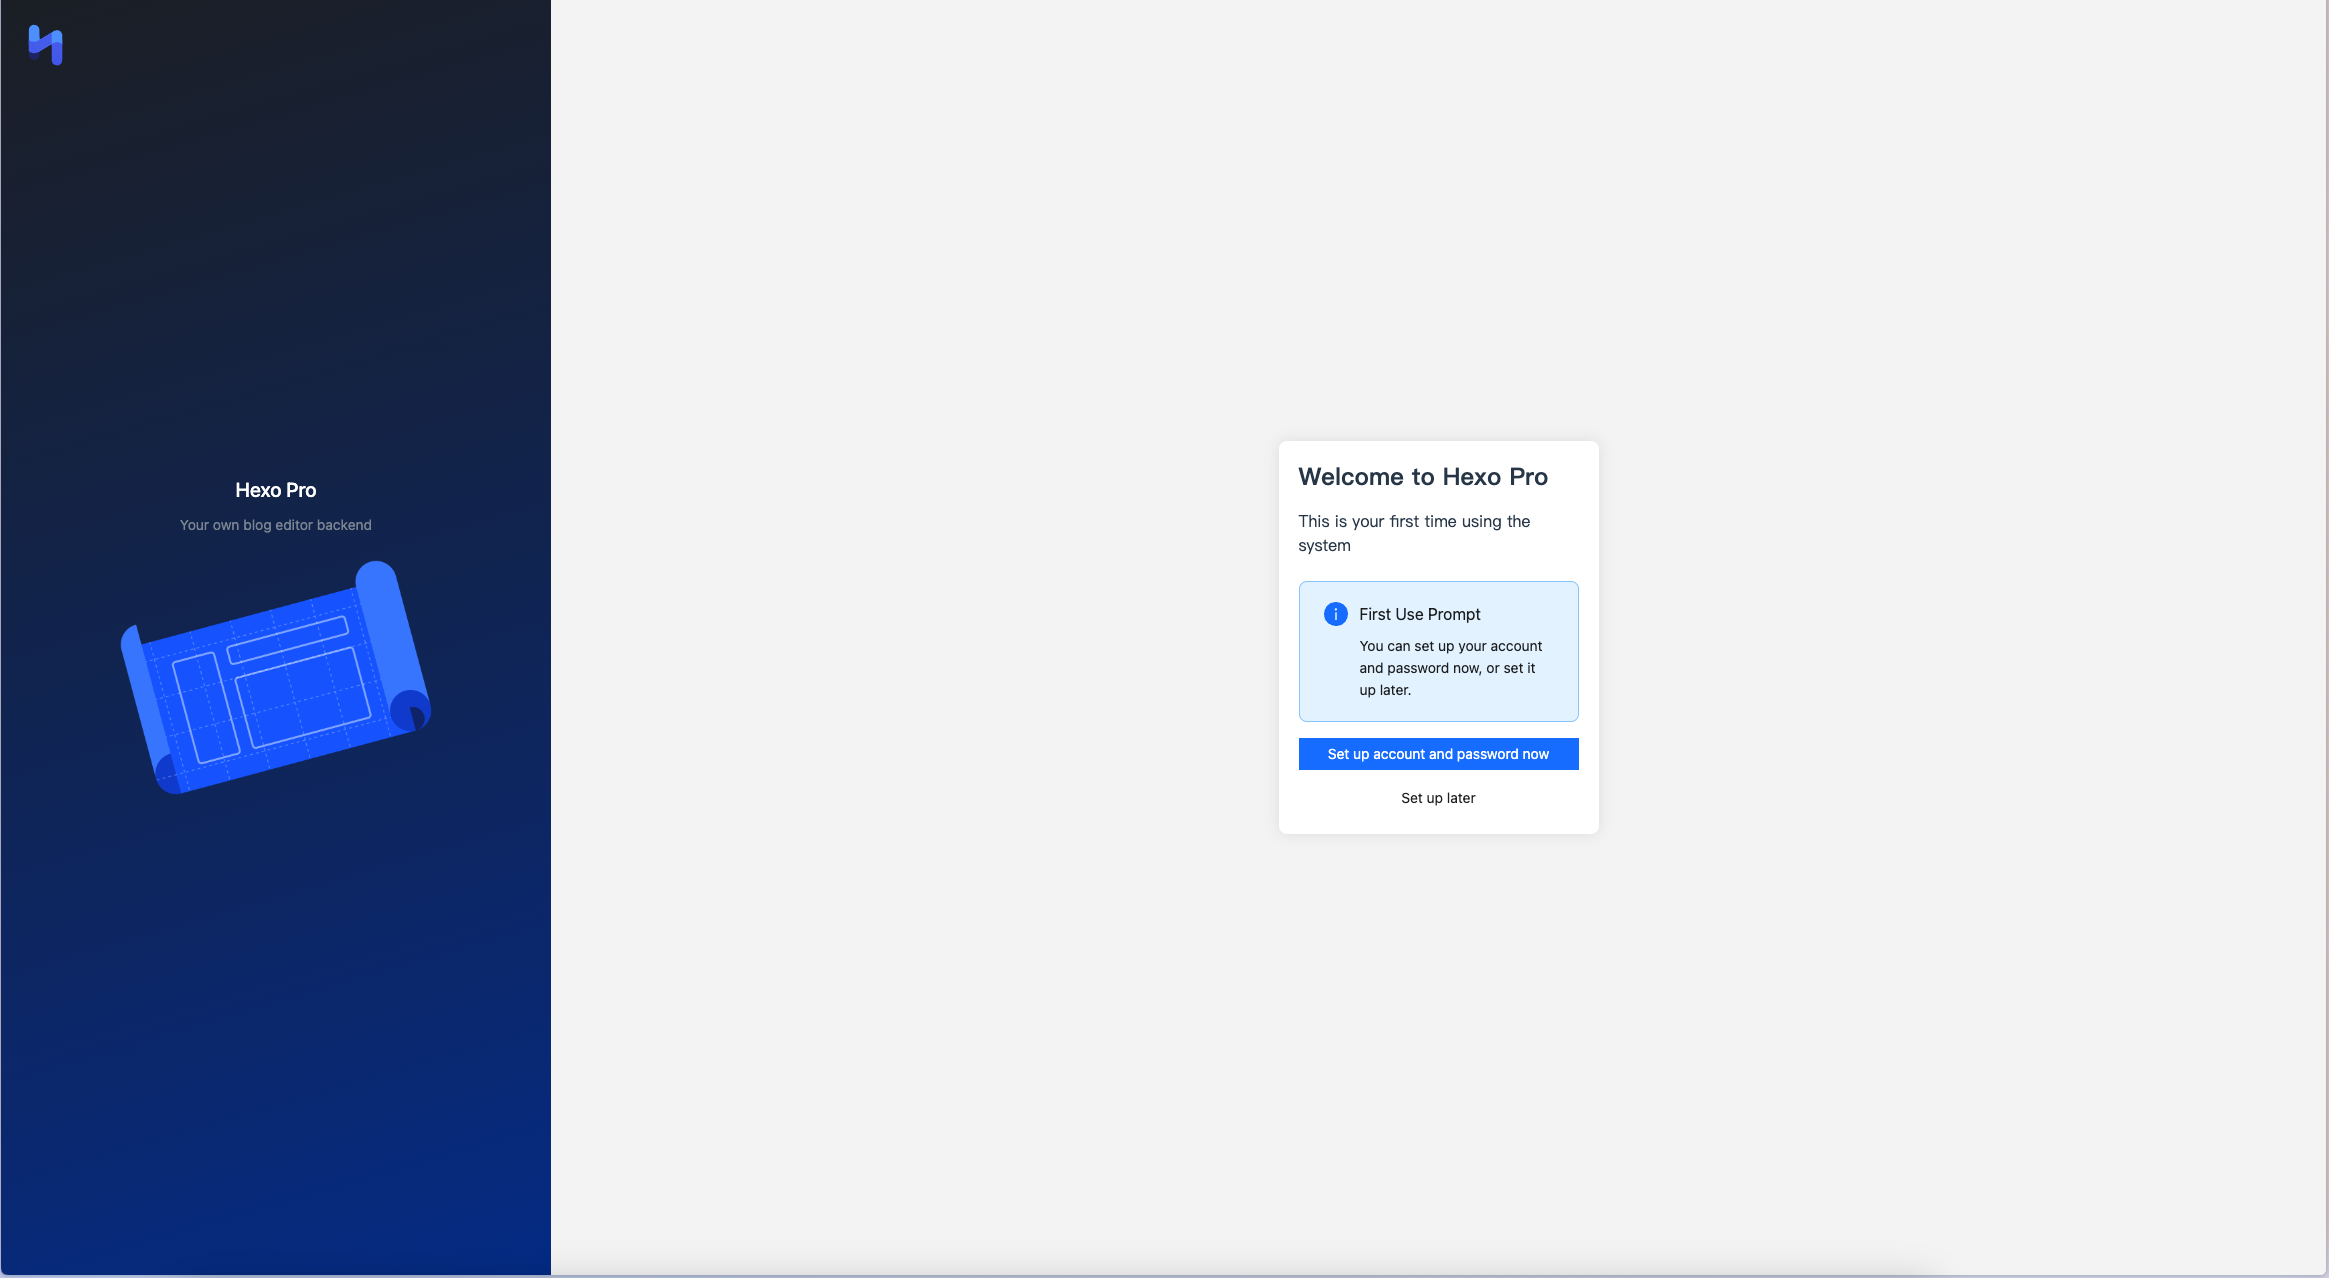 Hexo Pro
Your own blog editor backend
Welcome to Hexo Pro
This is your first time using the
system
First Use Prompt
You can set up your account
and password now, or set it
up later.
Set up account and password now
Set up later